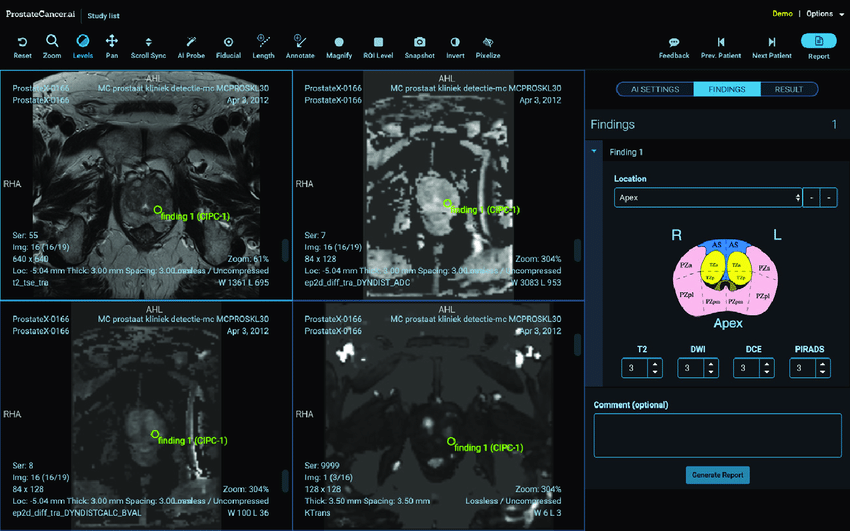 ProstateCancer.ai
Study list
Demo
Options
Reset
Zoom
Levels
Pan
Scroll Sync
AI Probe
Fiducial
Length
Annotate
Magnify
ROI Level
Snapshot
Invert
Pixelize
Feedback
Prev. Patient
Next Patient
Report
AHL
ProstateX-0166 MC prostaat kliniek detectie-mc MCPROSKL30
ProstateX-0166 Apr 3, 2012
RHA
finding 1 (CIPC-1)
Ser: 55
Img: 16 (16/19)
640 x 640 Zoom: 61%
Loc: -5.04 mm Thick: 3.00 mm Spacing: 3.00 Lossless / Uncompressed
t2_tse_tra W 1361 L 695
AHL
ProstateX-0166 MC prostaat kliniek detectie-mc MCPROSKL30
ProstateX-0166 Apr 3, 2012
RHA
finding 1 (CIPC-1)
Ser: 7
Img: 16 (16/19)
84 x 128 Zoom: 304%
Loc: -5.04 mm Thick: 3.00 mm Spacing: 3.00 Lossless / Uncompressed
ep2d_diff_tra_DYNDIST_ADC W 3083 L 953
AHL
ProstateX-0166 MC prostaat kliniek detectie-mc MCPROSKL30
ProstateX-0166 Apr 3, 2012
RHA
finding 1 (CIPC-1)
Ser: 8
Img: 16 (16/19)
84 x 128 Zoom: 304%
Loc: -5.04 mm Thick: 3.00 mm Spacing: 3.00 Lossless / Uncompressed
ep2d_diff_tra_DYNDISTCALC_BVAL W 100 L 36
AHL
ProstateX-0166 MC prostaat kliniek detectie-mc MCPROSKL30
ProstateX-0166 Apr 3, 2012
RHA
finding 1 (CIPC-1)
Ser: 9999
Img: 1 (3/16)
128 x 128 Zoom: 304%
Thick: 3.50 mm Spacing: 3.50 mm Lossless / Uncompressed
KTrans W 6 L 3
AI SETTINGS
FINDINGS
RESULT
Findings 1
Finding 1
Location
Apex - -
R L
AS AS
PZa TZa TZa PZa
TZp TZp
PZpl PZpm PZpm PZpl
Apex
T2 DWI DCE PIRADS
3 3 3 3
Comment (optional)
Generate Report